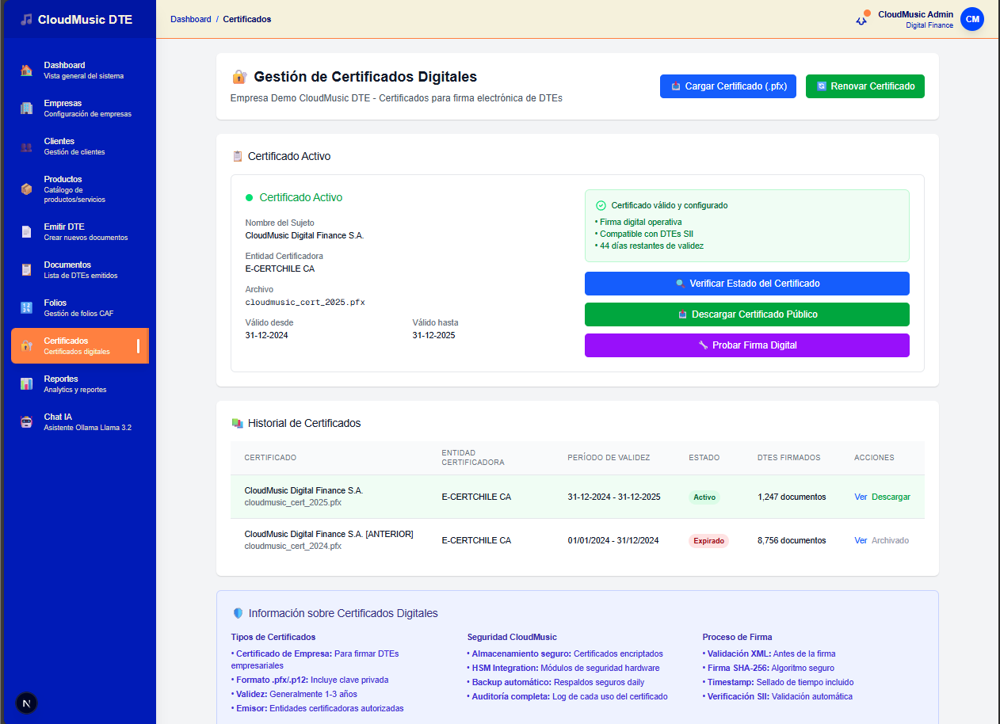 CloudMusic DTE
Dashboard / Certificados
CloudMusic Admin
Digital Finance
CM
Dashboard
Vista general del sistema
Empresas
Configuración de empresas
Clientes
Gestión de clientes
Productos
Catálogo de
productos/servicios
Emitir DTE
Crear nuevos documentos
Documentos
Lista de DTEs emitidos
Folios
Gestión de folios CAF
Certificados
Certificados digitales
Reportes
Analytics y reportes
Chat IA
Asistente Ollama Llama 3.2
N
Gestión de Certificados Digitales
Empresa Demo CloudMusic DTE - Certificados para firma electrónica de DTEs
Cargar Certificado (.pfx)
Renovar Certificado
Certificado Activo
Certificado Activo
Nombre del Sujeto
CloudMusic Digital Finance S.A.
Entidad Certificadora
E-CERTCHILE CA
Archivo
cloudmusic_cert_2025.pfx
Válido desde
31-12-2024
Válido hasta
31-12-2025
Certificado válido y configurado
• Firma digital operativa
• Compatible con DTEs SII
• 44 días restantes de validez
Verificar Estado del Certificado
Descargar Certificado Público
Probar Firma Digital
Historial de Certificados
CERTIFICADO
ENTIDAD
CERTIFICADORA
PERÍODO DE VALIDEZ
ESTADO
DTES FIRMADOS
ACCIONES
CloudMusic Digital Finance S.A.
cloudmusic_cert_2025.pfx
E-CERTCHILE CA
31-12-2024 - 31-12-2025
Activo
1,247 documentos
Ver Descargar
CloudMusic Digital Finance S.A. [ANTERIOR]
cloudmusic_cert_2024.pfx
E-CERTCHILE CA
01/01/2024 - 31/12/2024
Expirado
8,756 documentos
Ver Archivado
Información sobre Certificados Digitales
Tipos de Certificados
• Certificado de Empresa: Para firmar DTEs
empresariales
• Formato .pfx/.p12: Incluye clave privada
• Validez: Generalmente 1-3 años
• Emisor: Entidades certificadoras autorizadas
Seguridad CloudMusic
• Almacenamiento seguro: Certificados encriptados
• HSM Integration: Módulos de seguridad hardware
• Backup automático: Respaldos seguros daily
• Auditoría completa: Log de cada uso del certificado
Proceso de Firma
• Validación XML: Antes de la firma
• Firma SHA-256: Algoritmo seguro
• Timestamp: Sellado de tiempo incluido
• Verificación SII: Validación automática